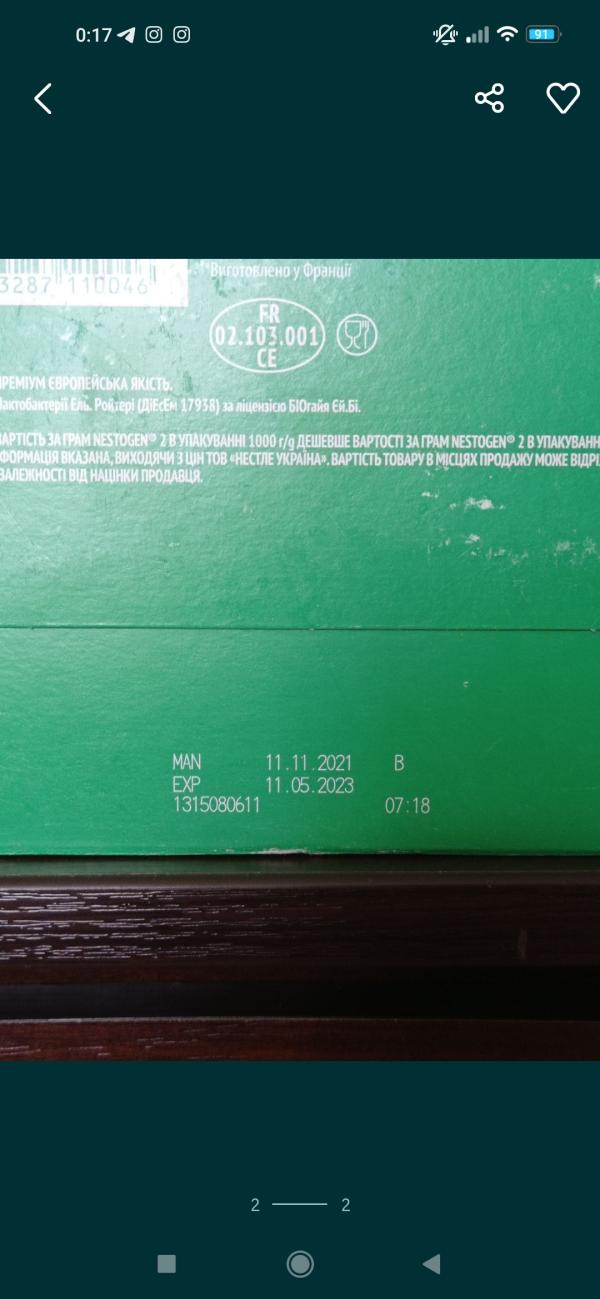 0:17
91
3287 110046
Виготовлено у Франції
FR
02.103.001
CE
ПРЕМІУМ ЄВРОПЕЙСЬКА ЯКІСТЬ.
Лактобактерії Ель. Ройтері (ДіЕсЕм 17938) за ліцензією БІОгайя Ей.Бі.
ВАРТІСТЬ ЗА ГРАМ NESTOGEN® 2 В УПАКУВАННІ 1000 г/g ДЕШЕВШЕ ВАРТОСТІ ЗА ГРАМ NESTOGEN® 2 В УПАКУВАНН
ФОРМАЦІЯ ВКАЗАНА, ВИХОДЯЧИ З ЦІН ТОВ «НЕСТЛЕ УКРАЇНА». ВАРТІСТЬ ТОВАРУ В МІСЦЯХ ПРОДАЖУ МОЖЕ ВІДРІ
ЗАЛЕЖНОСТІ ВІД НАЦІНКИ ПРОДАВЦЯ.
MAN 11.11.2021 B
EXP 11.05.2023
1315080611 07:18
2 2